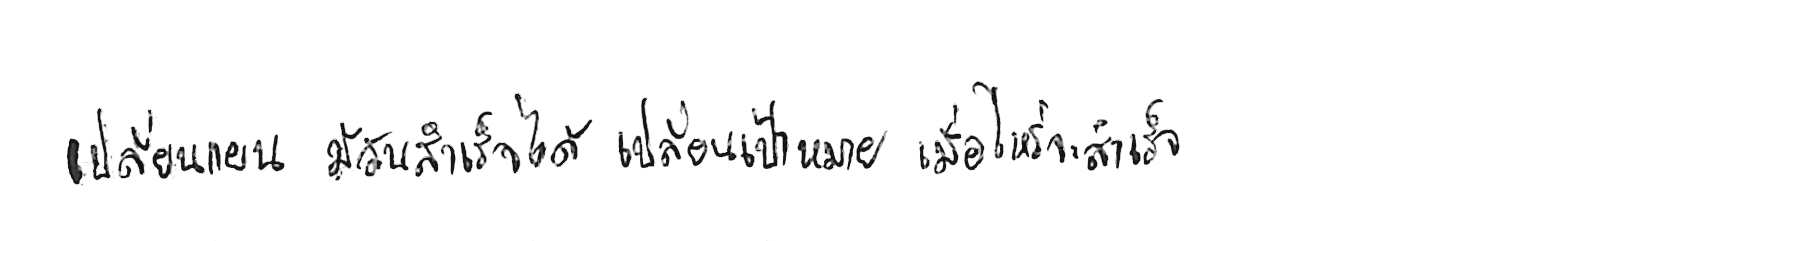 เปลี่ยนแผน มีวันสำเร็จได้ เปลี่ยนเป้าหมาย เมื่อไหร่จะสำเร็จ